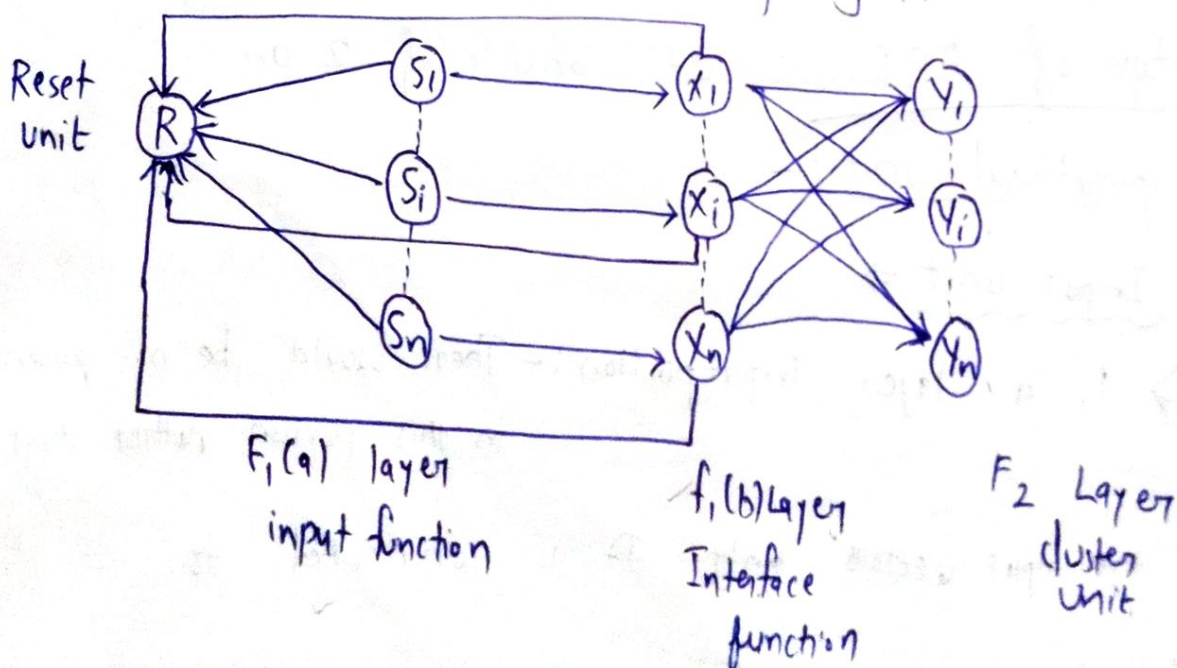 Reset
unit
R
S1
Si
Sn
X1
Xi
Xn
Y1
Yi
Yn
F1(a) layer
input function
f1(b)Layer
Interface
function
F2 Layer
cluster
Unit